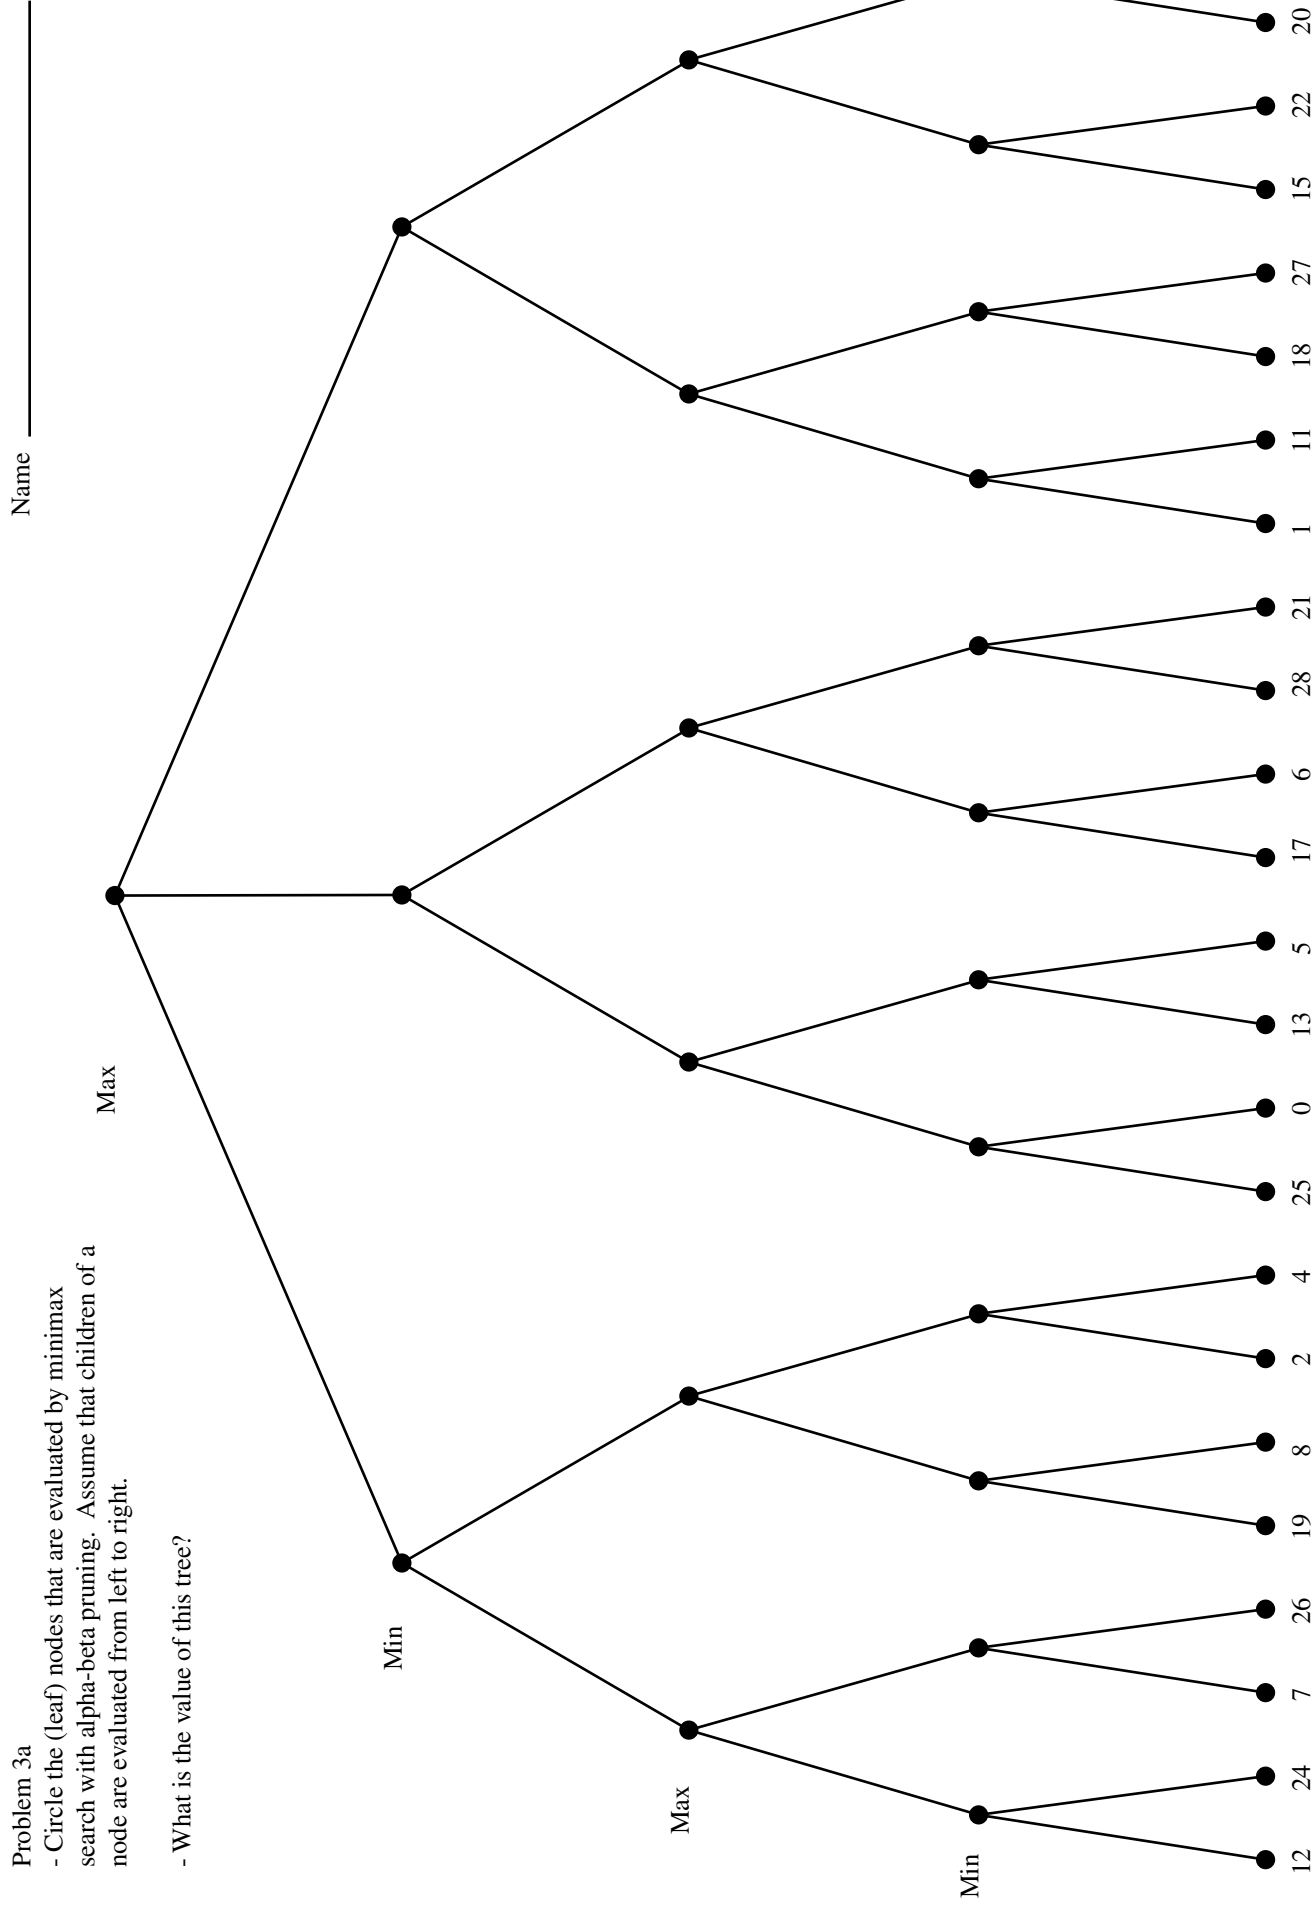 Name
Problem 3a
- Circle the (leaf) nodes that are evaluated by minimax
search with alpha-beta pruning.  Assume that children of a
node are evaluated from left to right.
- What is the value of this tree?
Max
Min
Max
Min
12 24 7 26 19 8 2 4 25 0 13 5 17 6 28 21 1 11 18 27 15 22 20